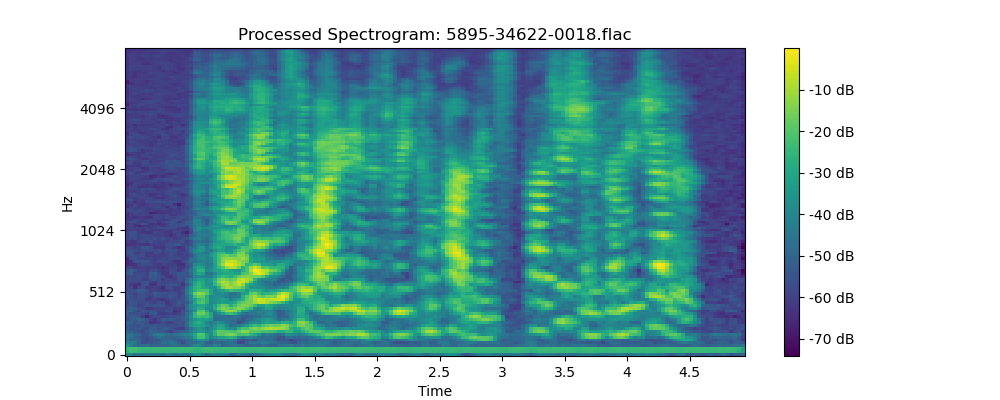 Processed Spectrogram: 5895-34622-0018.flac
4096
2048
1024
512
0
Hz
0 0.5 1 1.5 2 2.5 3 3.5 4 4.5
Time
-10 dB
-20 dB
-30 dB
-40 dB
-50 dB
-60 dB
-70 dB